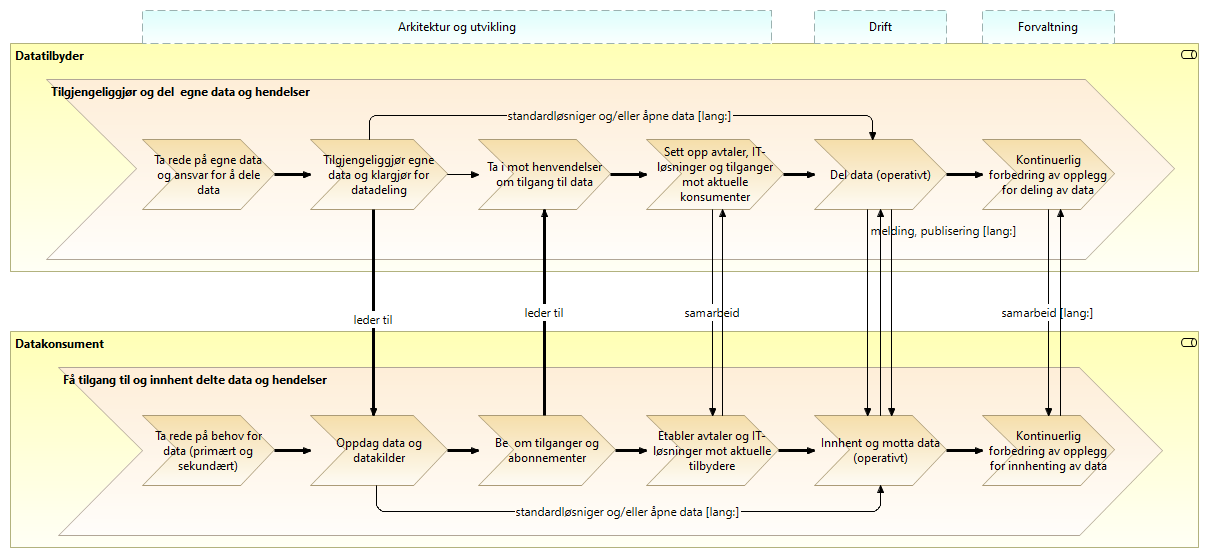 Arkitektur og utvikling
Drift
Forvaltning
Datatilbyder
Tilgjengeliggjør og del  egne data og hendelser
standardløsniger og/eller åpne data [lang:]
Ta rede på egne data
og ansvar for å dele
data
Tilgjengeliggjør egne
data og klargjør for
datadeling
Ta i mot henvendelser
om tilgang til data
Sett opp avtaler, IT-
løsninger og tilganger
mot aktuelle
konsumenter
Del data (operativt)
Kontinuerlig
forbedring av opplegg
for deling av data
melding, publisering [lang:]
leder til
leder til
samarbeid
samarbeid [lang:]
Datakonsument
Få tilgang til og innhent delte data og hendelser
Ta rede på behov for
data (primært og
sekundært)
Oppdag data og
datakilder
Be  om tilganger og
abonnementer
Etabler avtaler og IT-
løsninger mot aktuelle
tilbydere
Innhent og motta data
(operativt)
Kontinuerlig
forbedring av opplegg
for innhenting av data
standardløsniger og/eller åpne data [lang:]